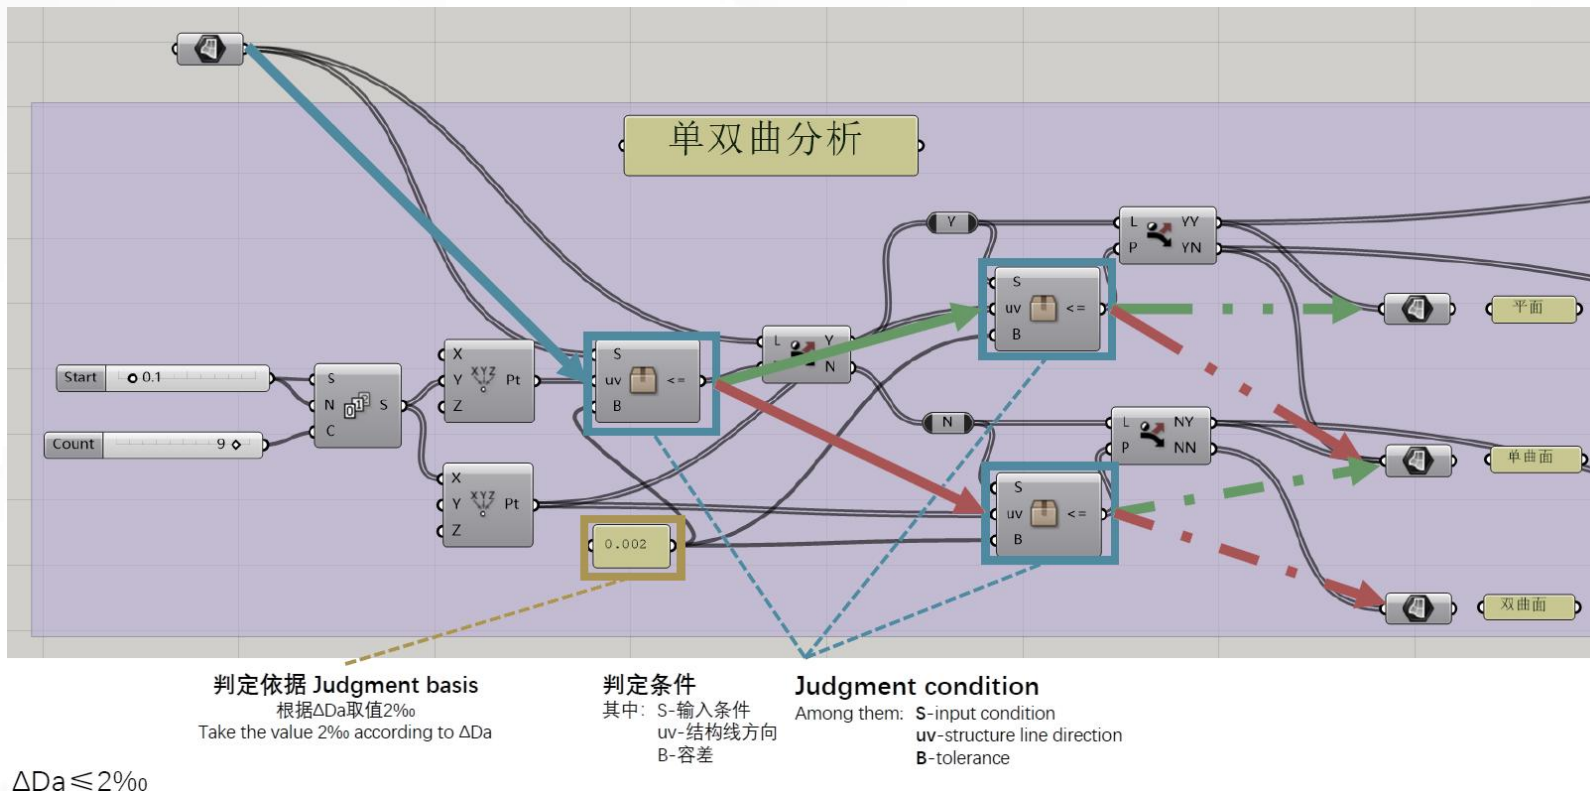 单双曲分析
Y
L
YY
P
YN
S
uv
<=
B
平面
L
Y
N
X
Y
Z
XYZ
Pt
S
uv
<=
B
Start
0.1
S
N
S
C
Count
9
N
L
NY
P
NN
单曲面
X
Y
Z
XYZ
Pt
S
uv
<=
B
0.002
双曲面
判定依据 Judgment basis
根据ΔDa取值2‰
Take the value 2‰ according to ΔDa
判定条件
其中：S-输入条件
uv-结构线方向
B-容差
Judgment condition
Among them: S-input condition
uv-structure line direction
B-tolerance
ΔDa≤2‰